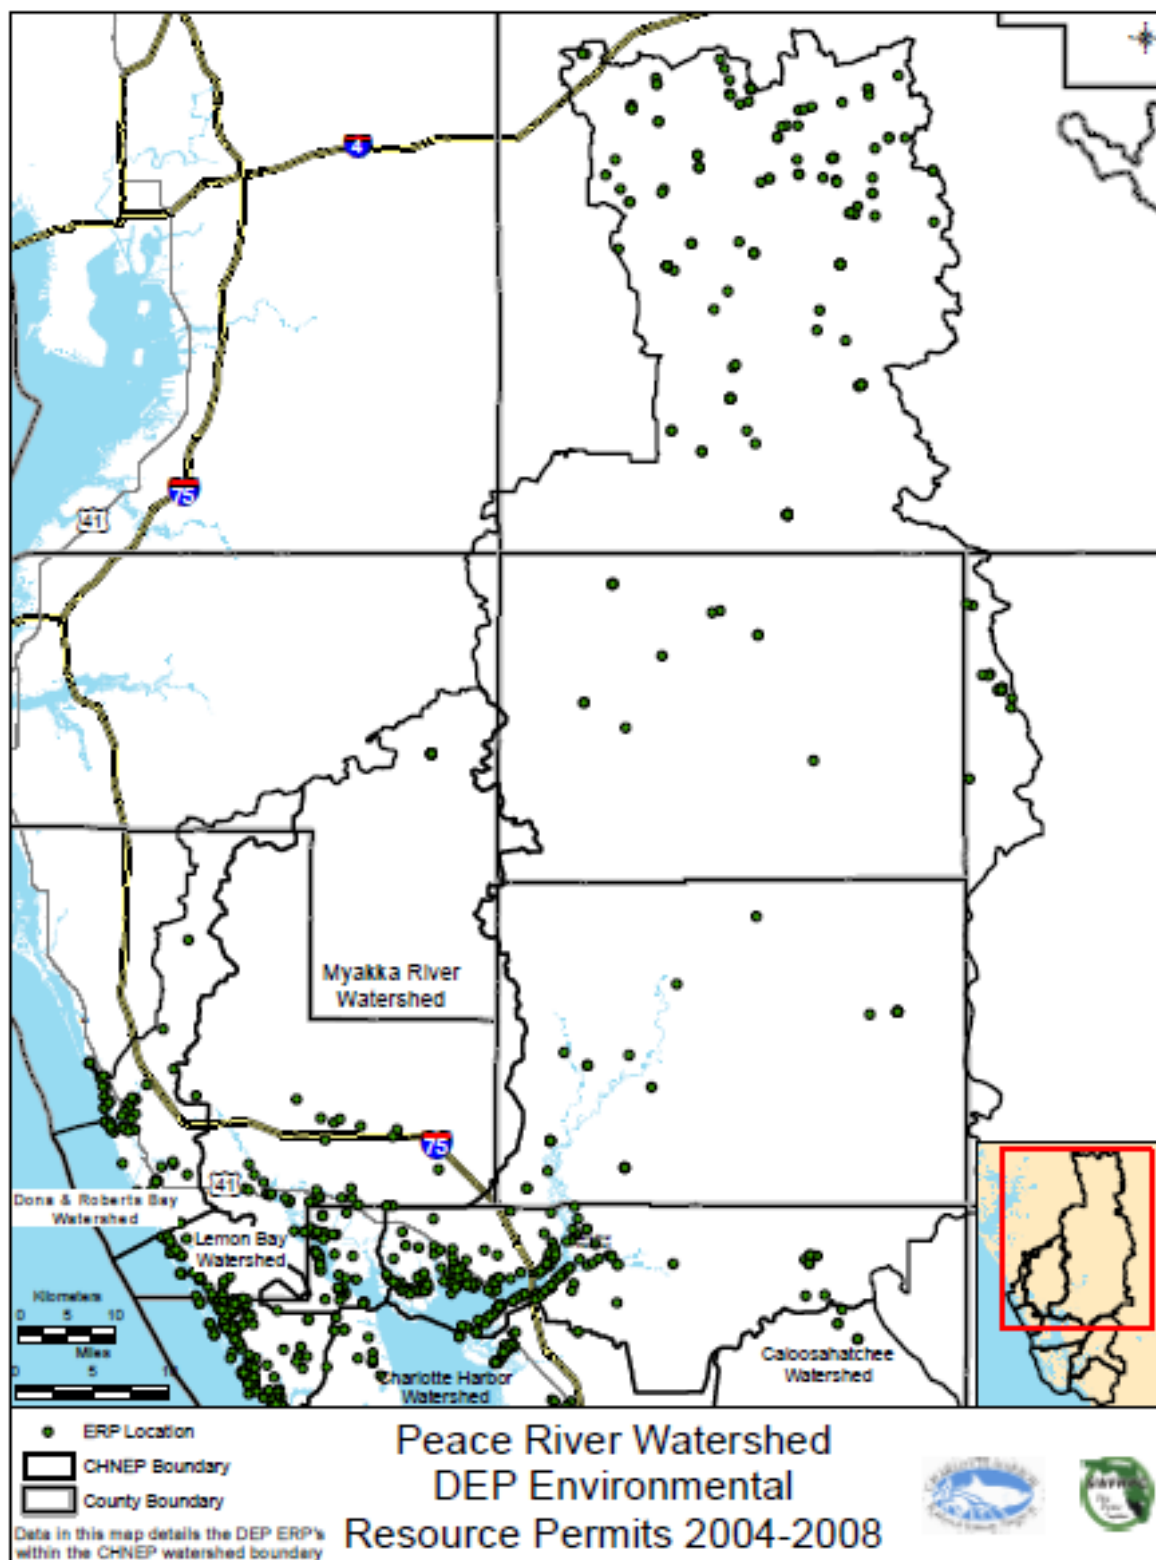 4
75
41
Myakka River
Watershed
75
41
Dona & Roberts Bay
Watershed
Lemon Bay
Watershed
Kilometers
0 5 10
Miles
0 5 10
Charlotte Harbor
Watershed
Caloosahatchee
Watershed
ERP Location
CHNEP Boundary
County Boundary
Data in this map details the DEP ERP's
within the CHNEP watershed boundary
Peace River Watershed
DEP Environmental
Resource Permits 2004-2008